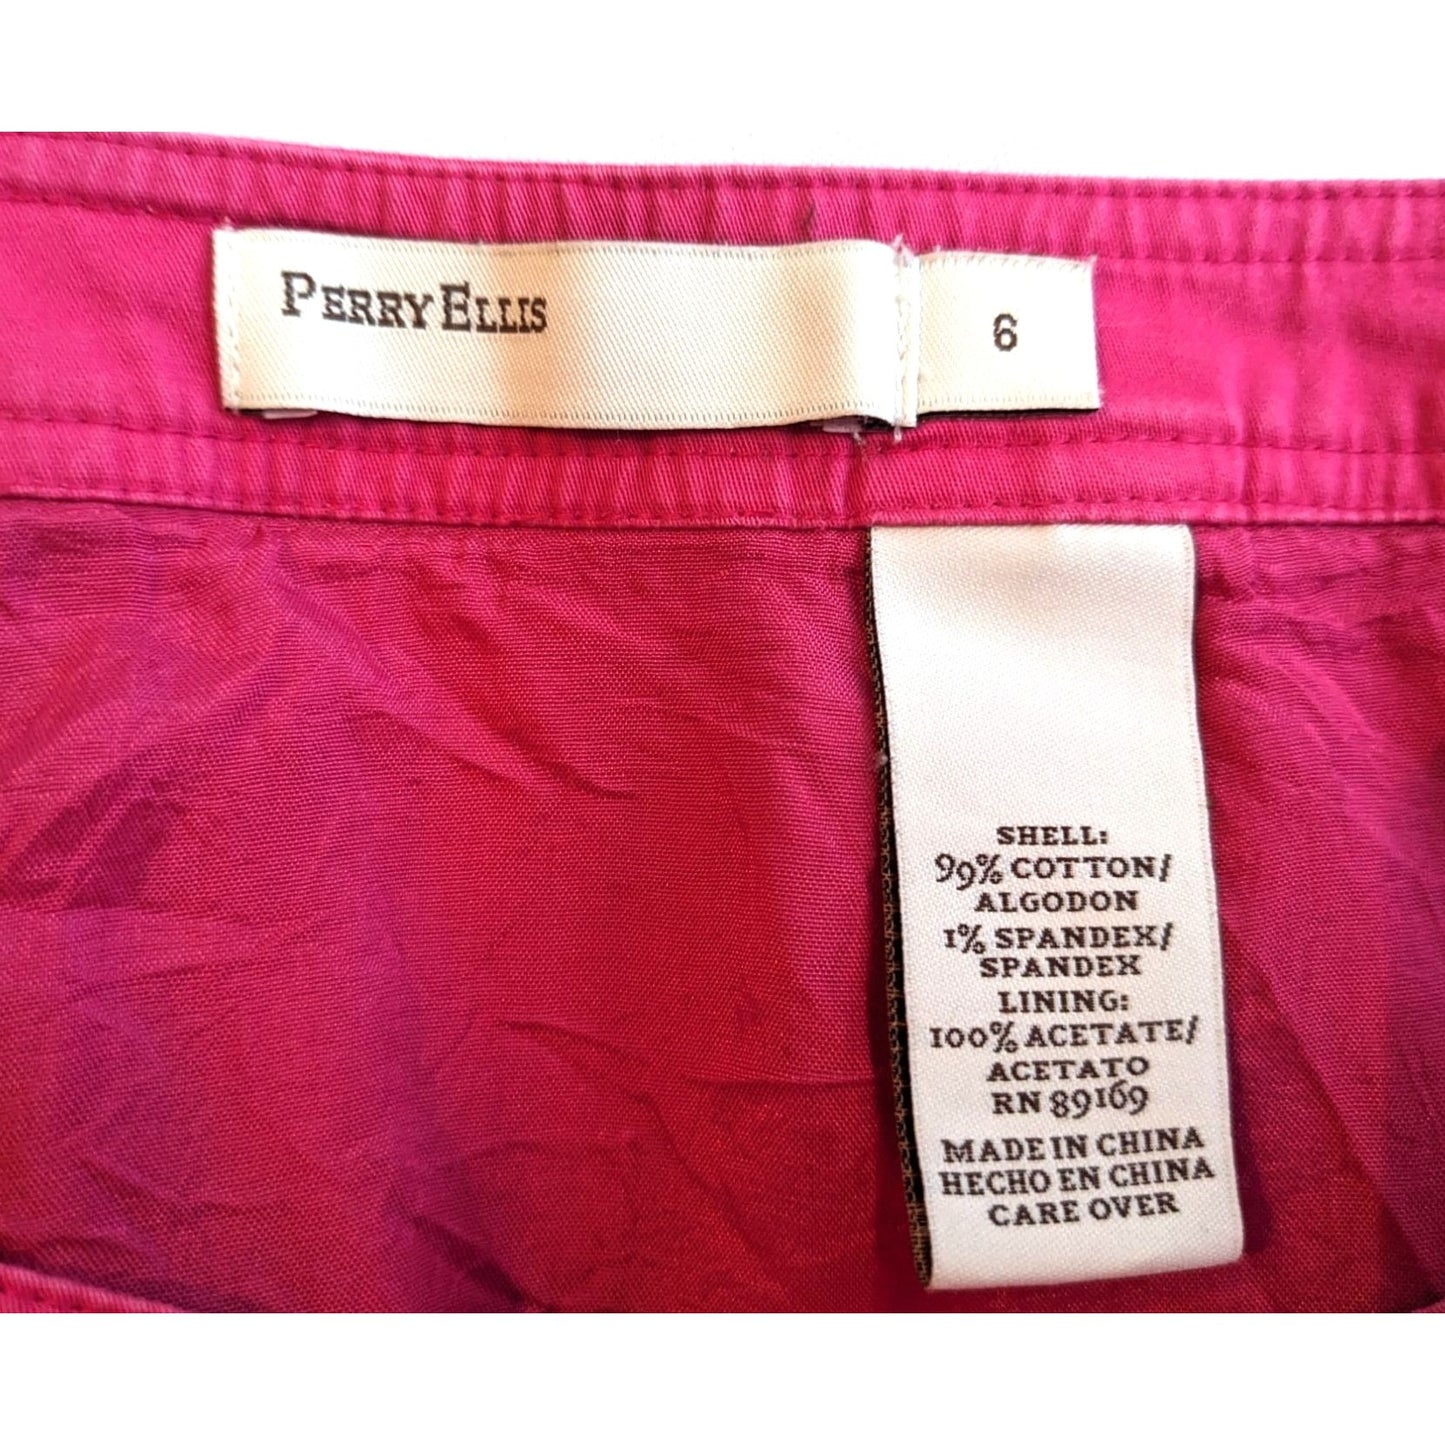 PERRY ELLIS
6
SHELL:
99% COTTON/
ALGODON
1% SPANDEX/
SPANDEX
LINING:
100% ACETATE/
ACETATO
RN 89169
MADE IN CHINA
HECHO EN CHINA
CARE OVER